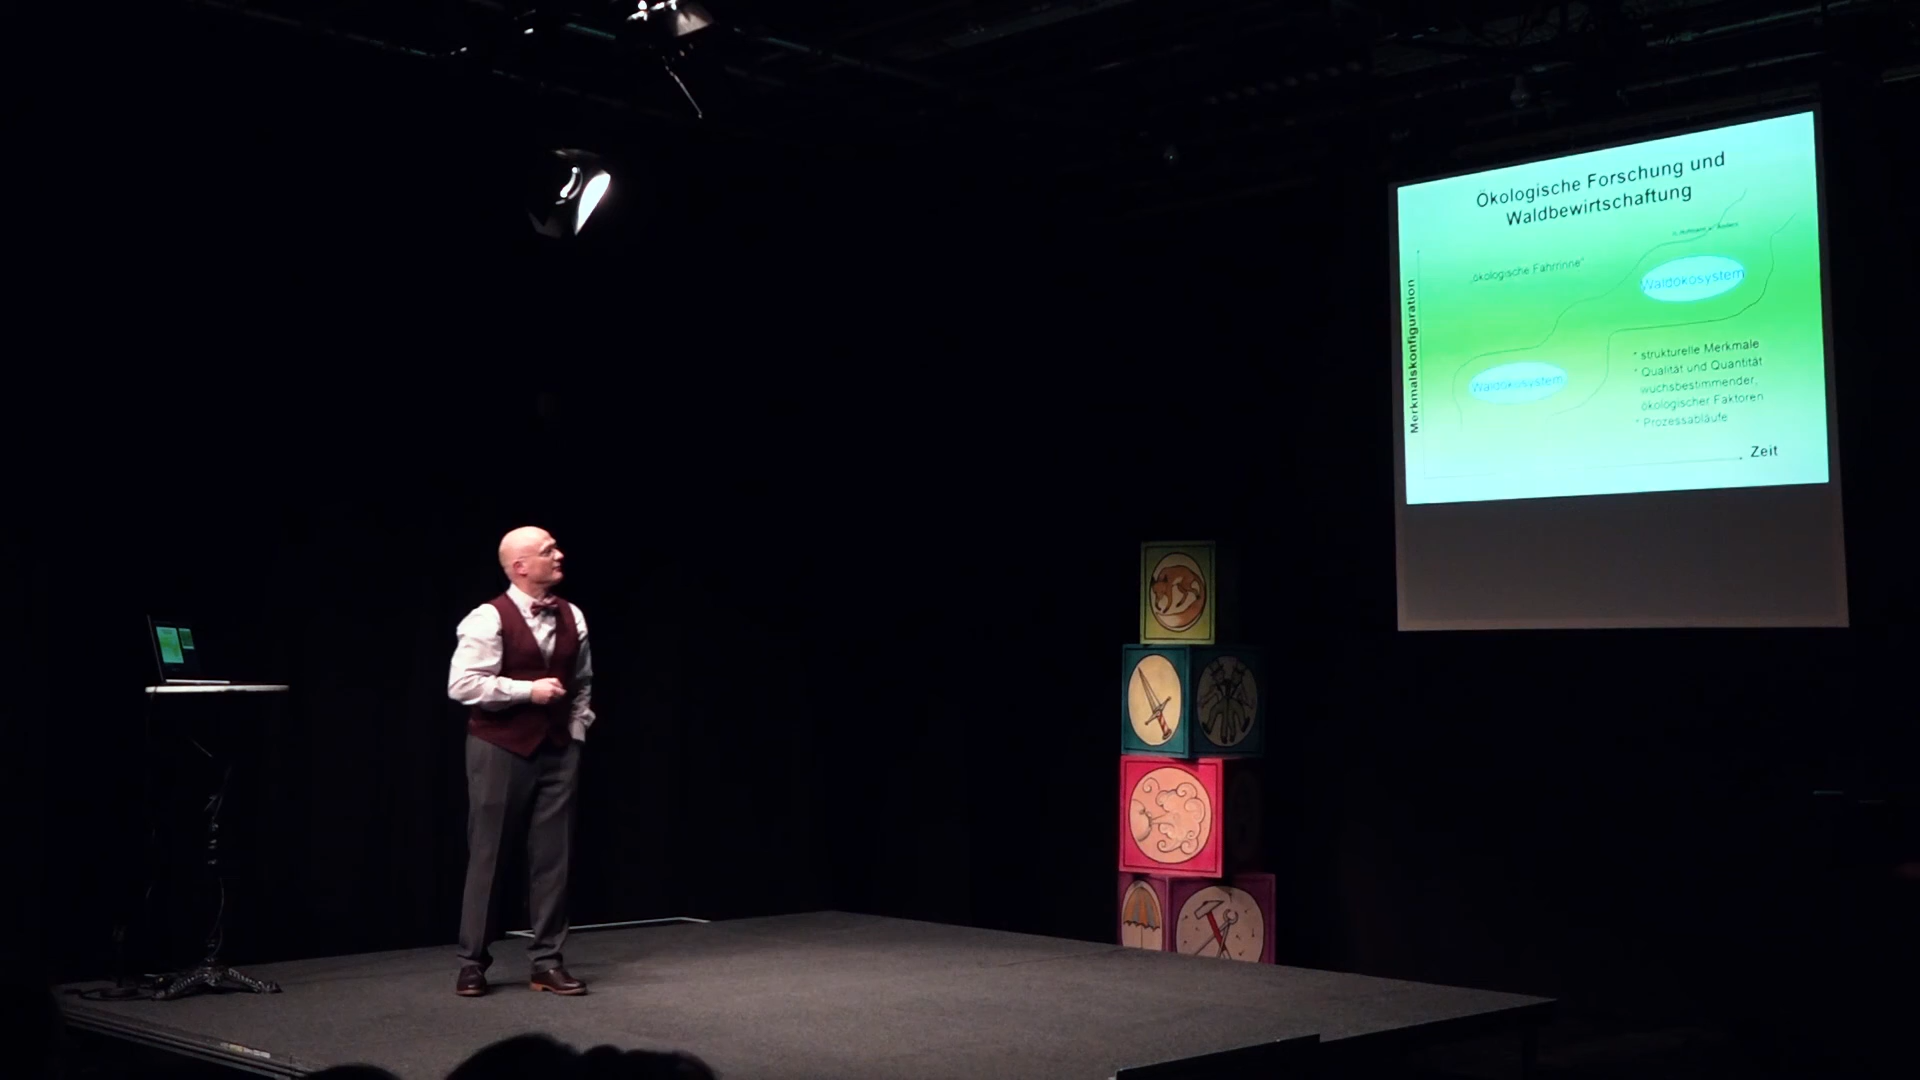 Ökologische Forschung und
Waldbewirtschaftung
„ökologische Fahrrinne"
Waldökosystem
Waldökosystem
Merkmalskonfiguration
* strukturelle Merkmale
* Qualität und Quantität
wuchsbestimmender,
ökologischer Faktoren
* Prozessabläufe
Zeit